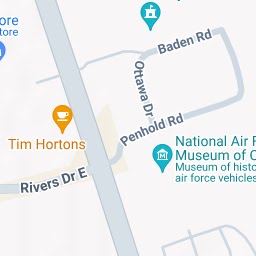 ore
tore
Baden Rd
Ottawa Dr
Penhold Rd
Tim Hortons
National Air F
Museum of C
Museum of histo
air force vehicles
Rivers Dr E